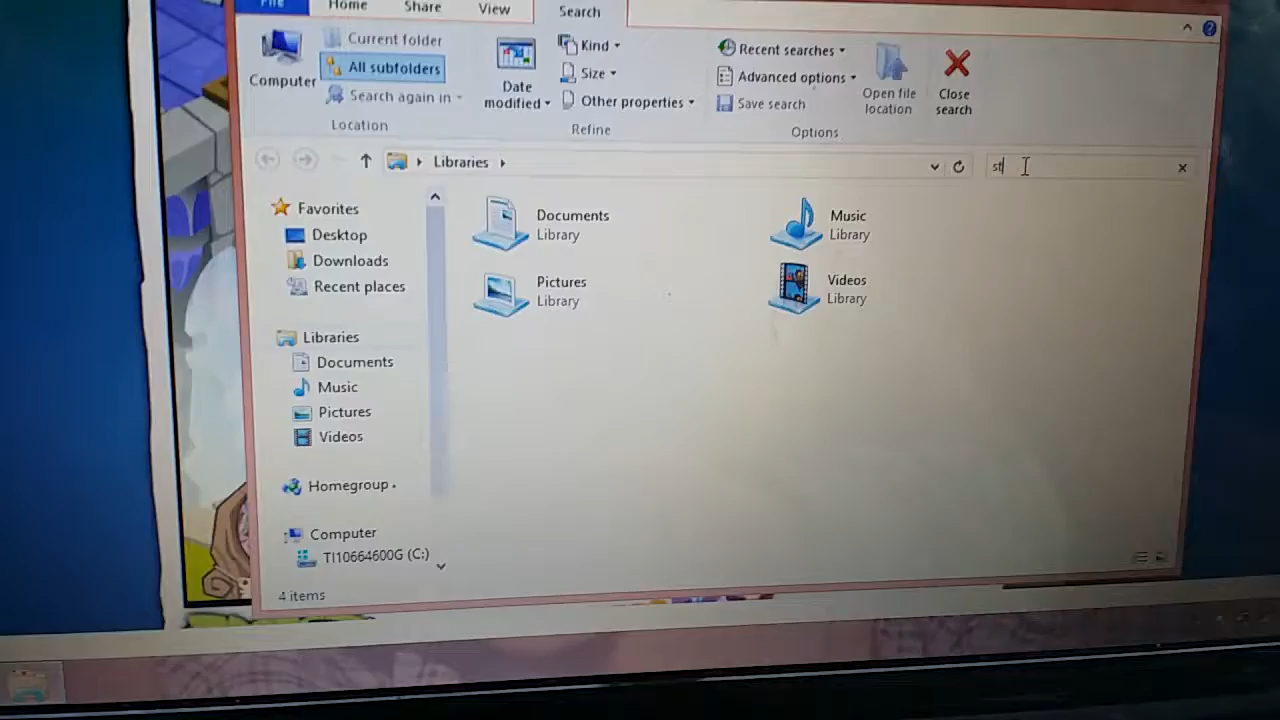 File Home Share View Search
Computer
Current folder
All subfolders
Search again in
Location
Date modified
Kind
Size
Other properties
Refine
Recent searches
Advanced options
Save search
Open file location
Close search
Options
Libraries
st
Favorites
Desktop
Downloads
Recent places
Libraries
Documents
Music
Pictures
Videos
Homegroup
Computer
TI10664600G (C:)
Documents
Library
Music
Library
Pictures
Library
Videos
Library
4 items